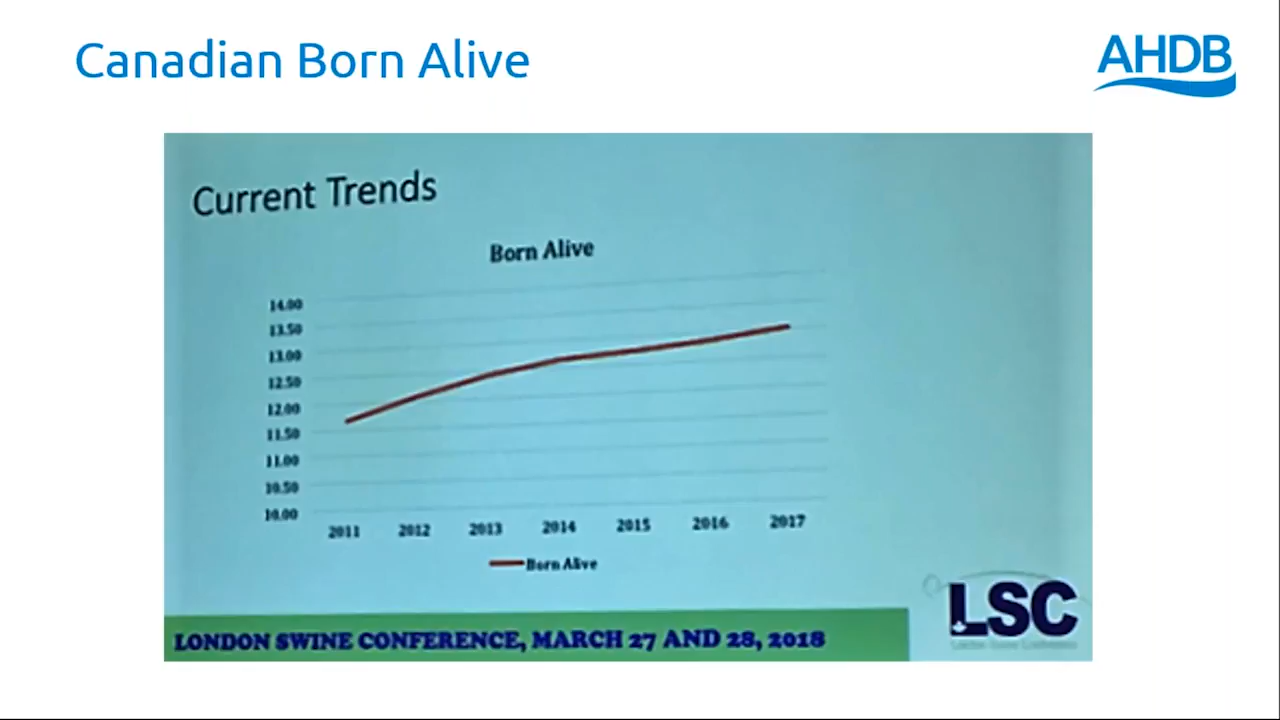 Canadian Born Alive
AHDB
Current Trends
Born Alive
14.00
13.50
13.00
12.50
12.00
11.50
11.00
10.50
10.00
2011 2012 2013 2014 2015 2016 2017
Born Alive
LSC
LONDON SWINE CONFERENCE, MARCH 27 AND 28, 2018